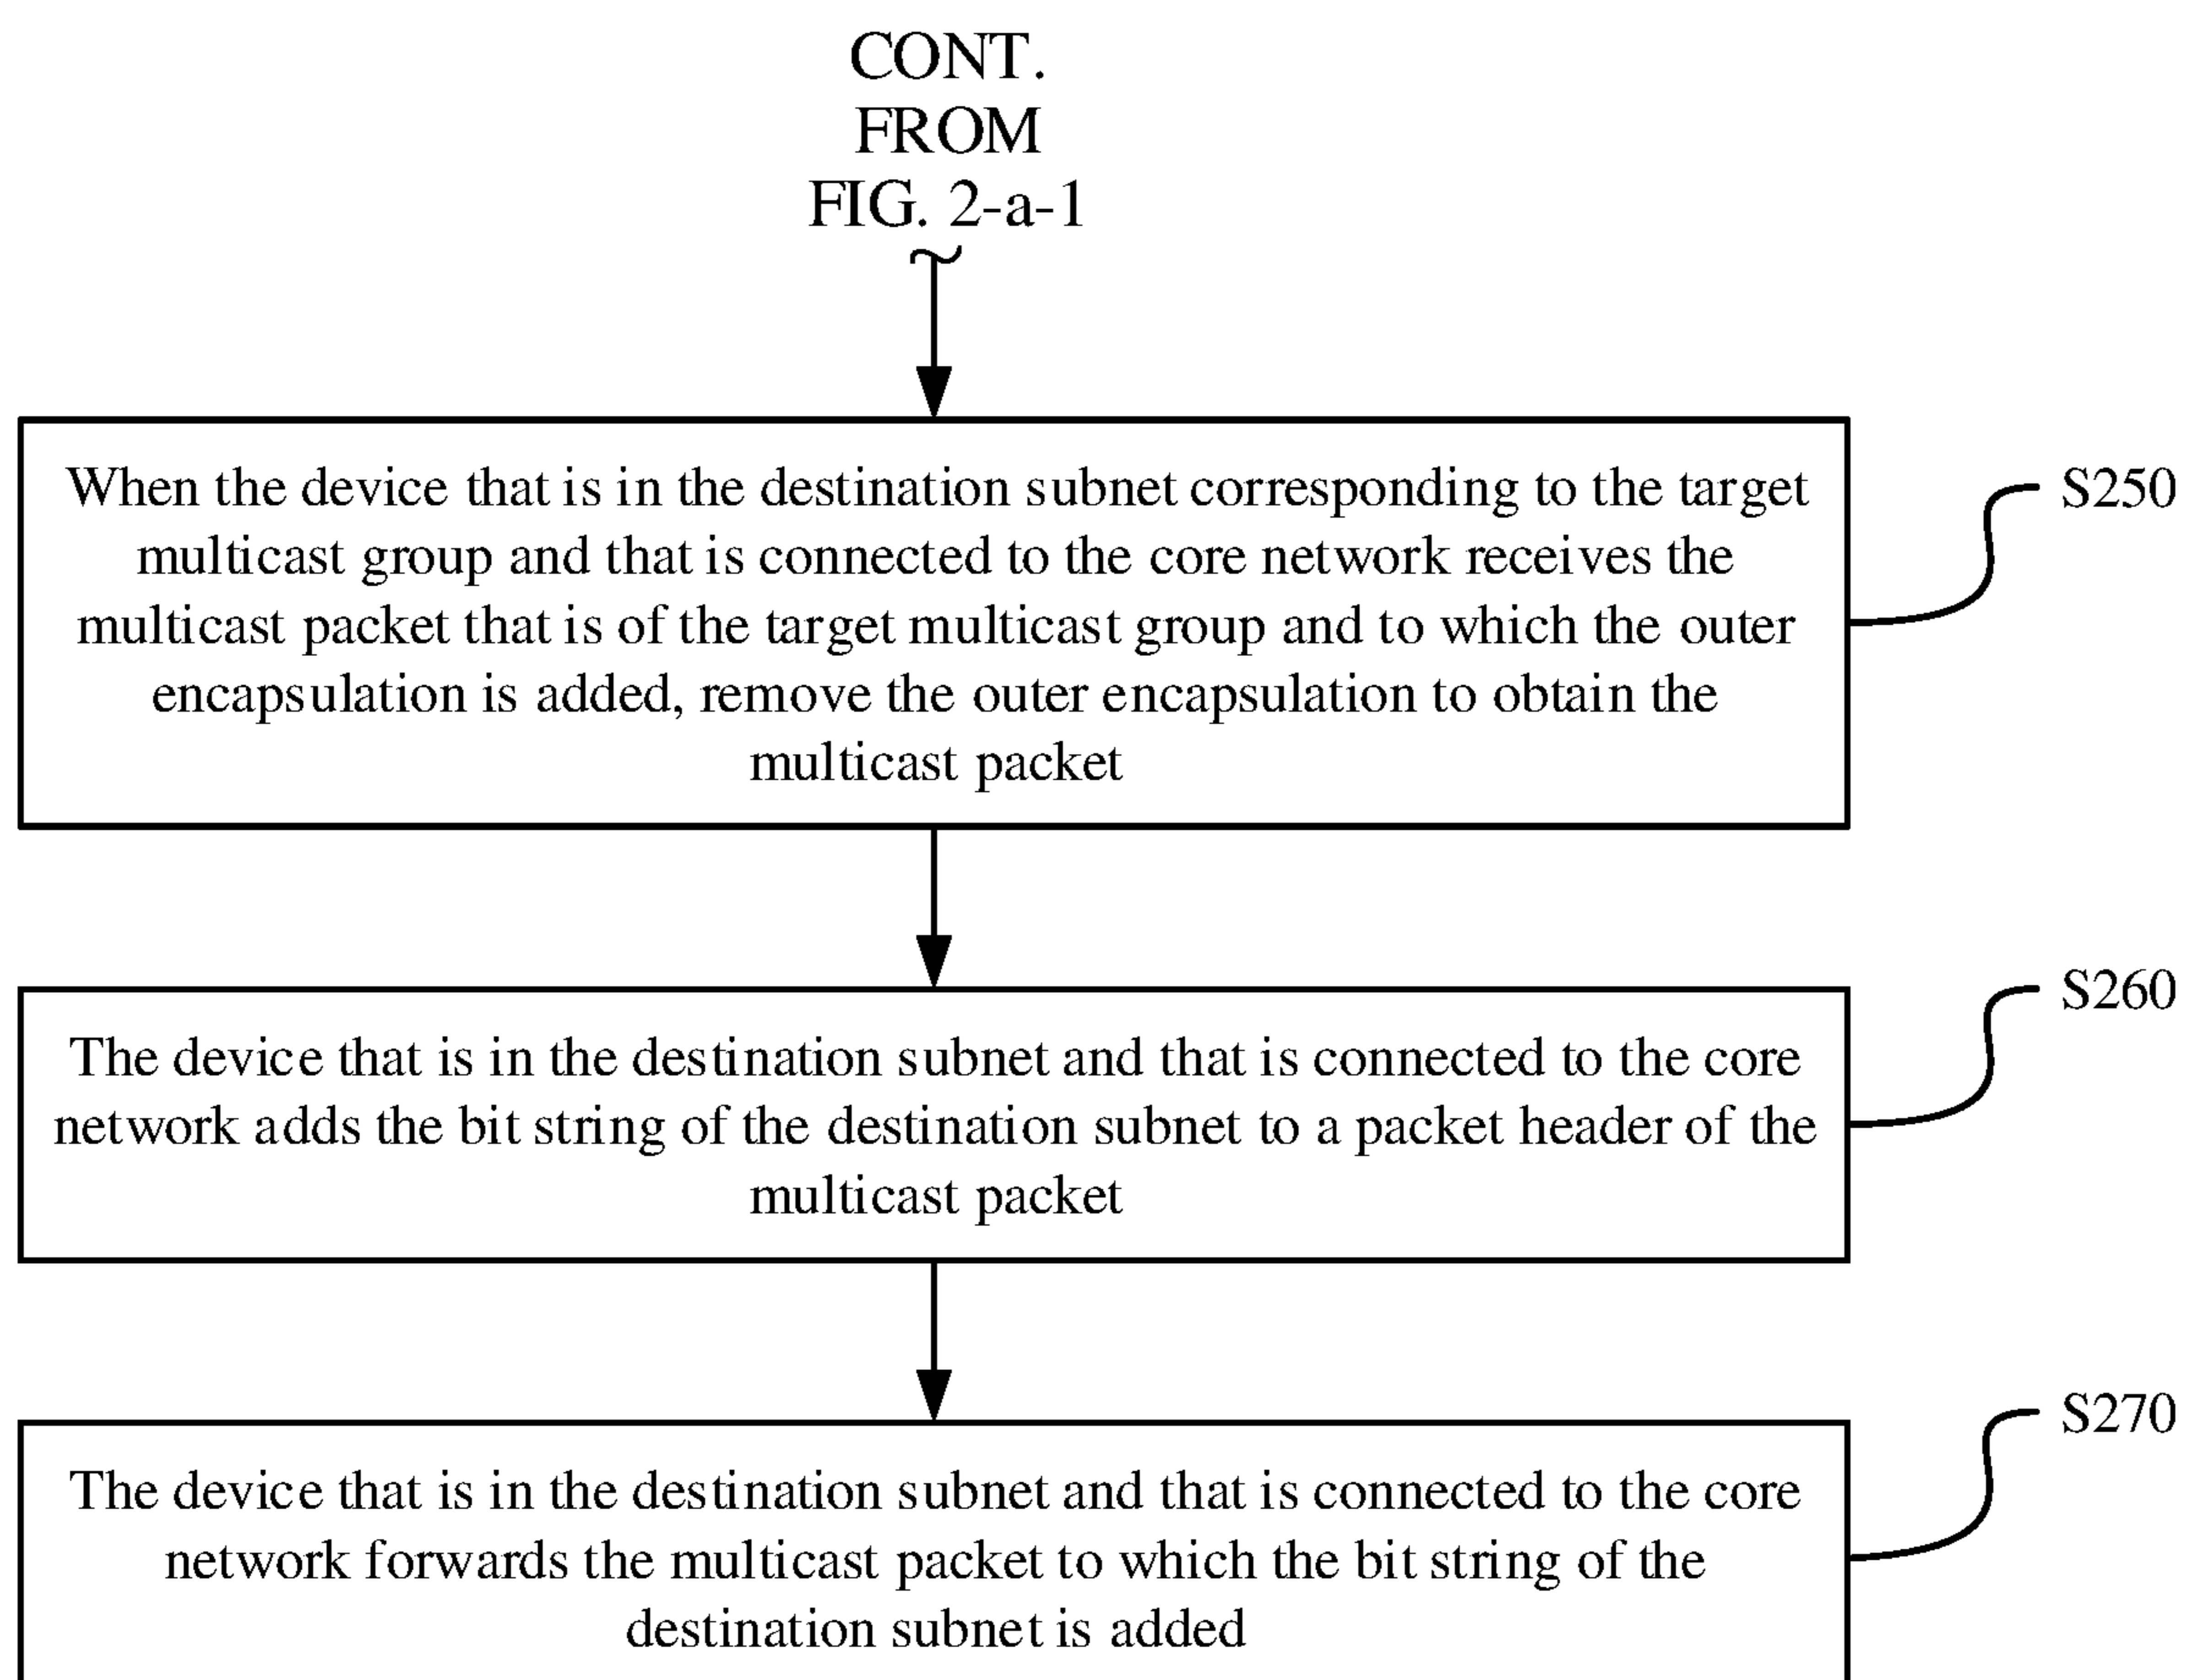 CONT.
FROM
FIG. 2-a-1
When the device that is in the destination subnet corresponding to the target
multicast group and that is connected to the core network receives the
multicast packet that is of the target multicast group and to which the outer
encapsulation is added, remove the outer encapsulation to obtain the
multicast packet
S250
The device that is in the destination subnet and that is connected to the core
network adds the bit string of the destination subnet to a packet header of the
multicast packet
S260
The device that is in the destination subnet and that is connected to the core
network forwards the multicast packet to which the bit string of the
destination subnet is added
S270